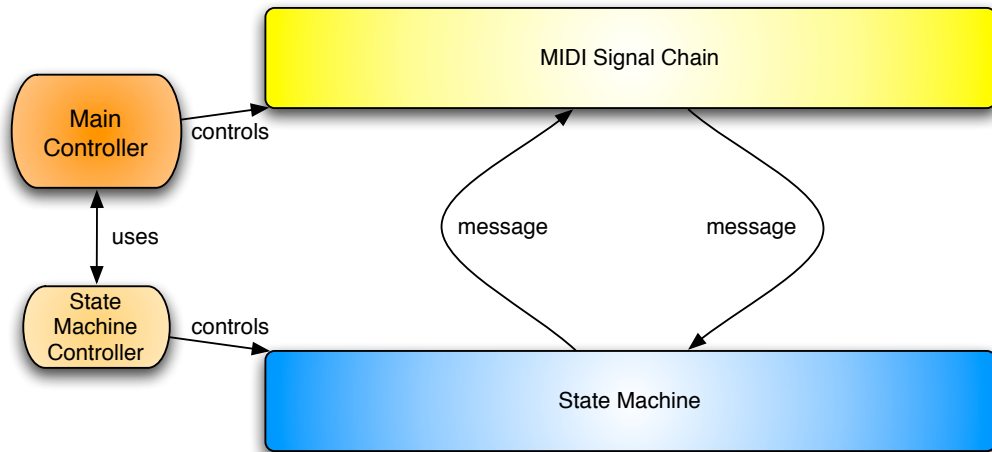 MIDI Signal Chain
Main
Controller
controls
uses
message
message
State
Machine
Controller
controls
State Machine